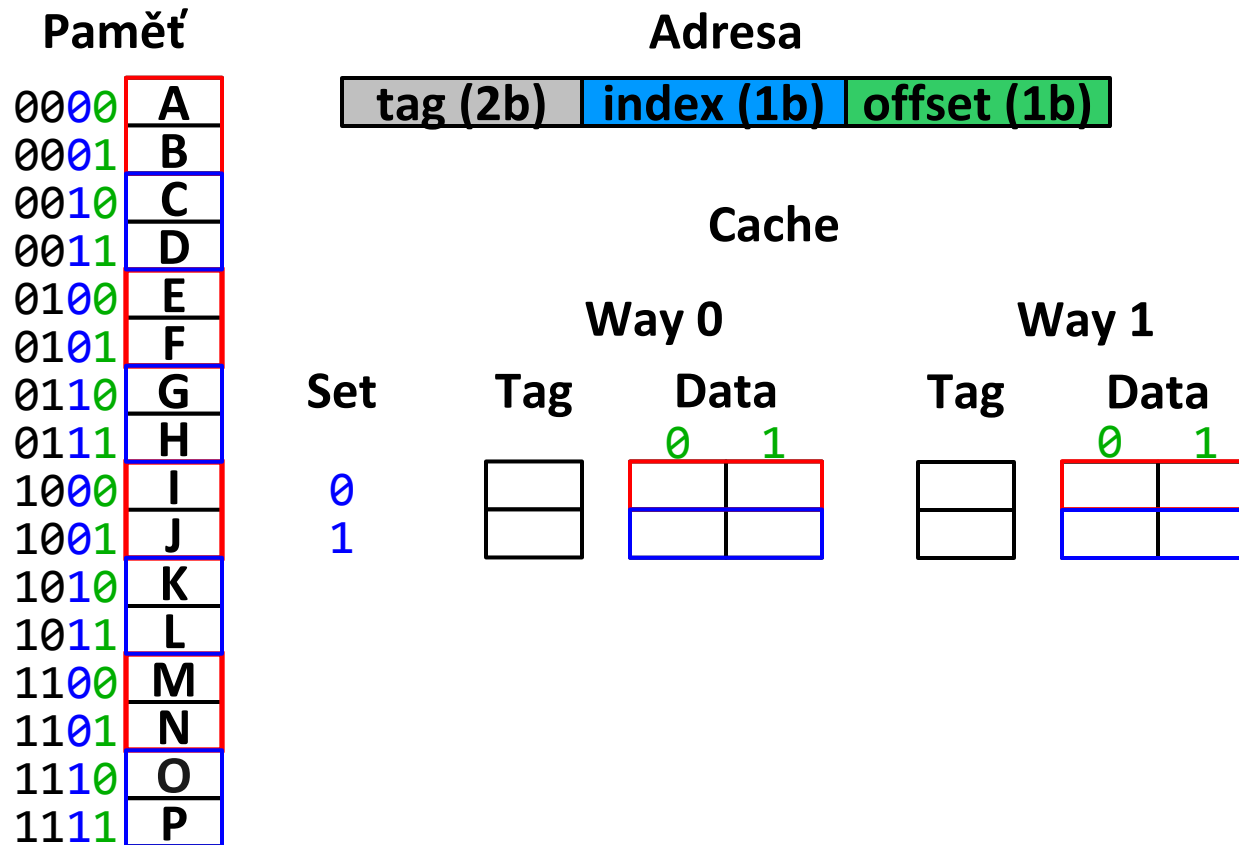 Paměť
Adresa
0000 A
tag (2b) index (1b) offset (1b)
0001 B
0010 C
Cache
0011 D
0100 E
Way 0 Way 1
0101 F
0110 G
Set Tag Data Tag Data
0111 H
0 1 0 1
1000 I
0
1001 J
1
1010 K
1011 L
1100 M
1101 N
1110 O
1111 P